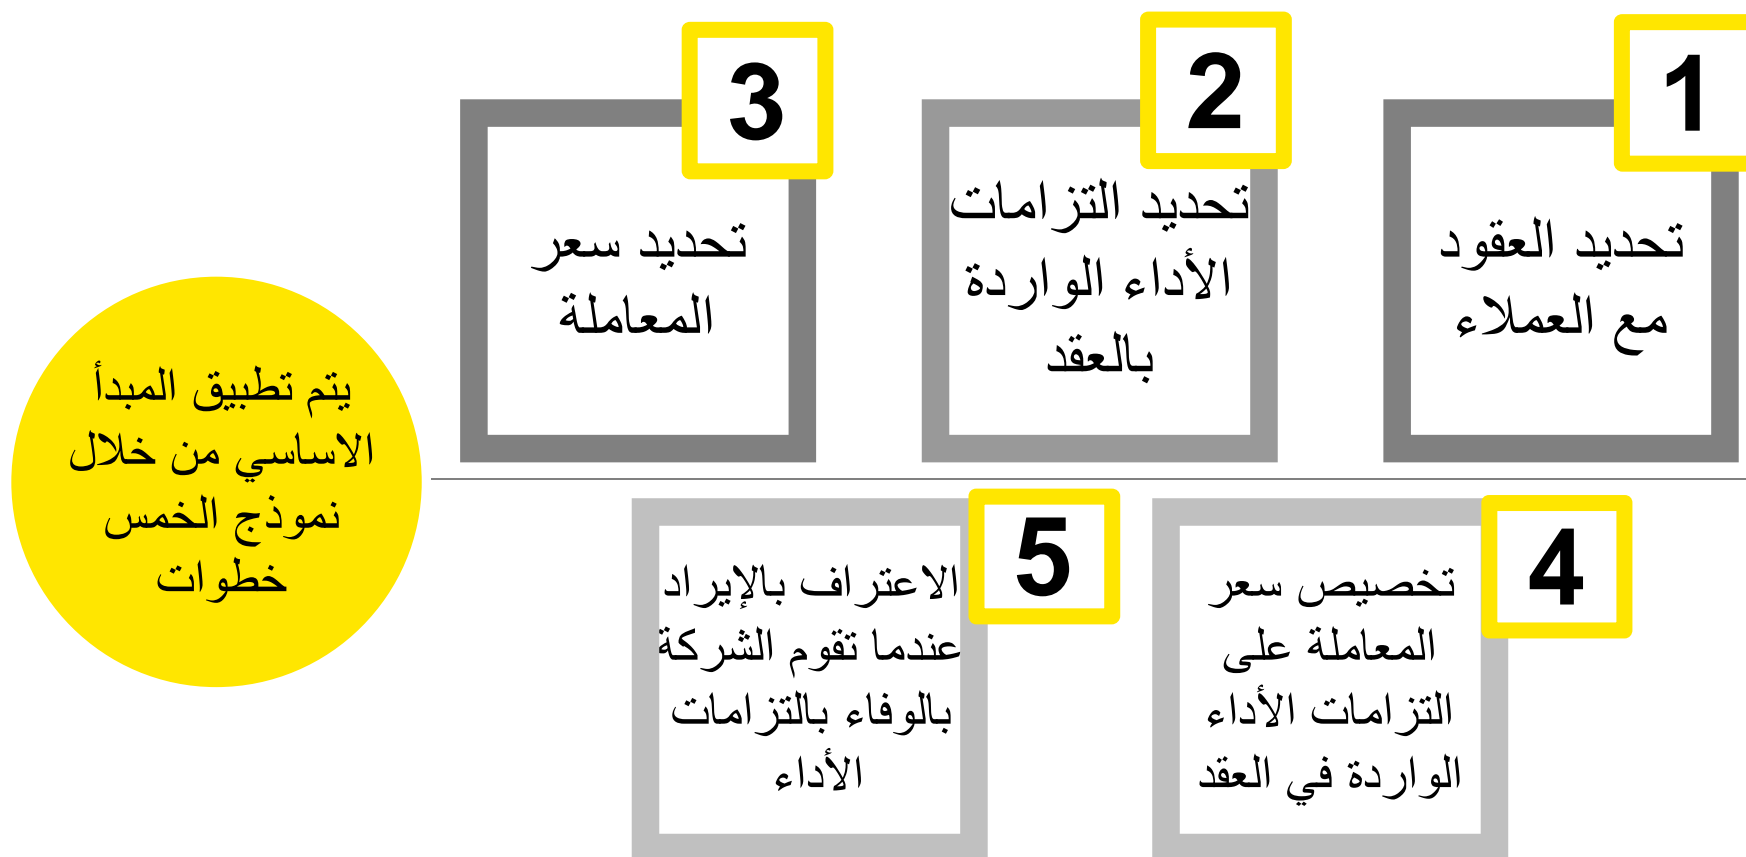 1
تحديد العقود
مع العملاء
2
تحديد التزامات
الأداء الواردة
بالعقد
3
تحديد سعر
المعاملة
يتم تطبيق المبدأ
الاساسي من خلال
نموذج الخمس
خطوات
4
تخصيص سعر
المعاملة على
التزامات الأداء
الواردة في العقد
5
الاعتراف بالإيراد
عندما تقوم الشركة
بالوفاء بالتزامات
الأداء